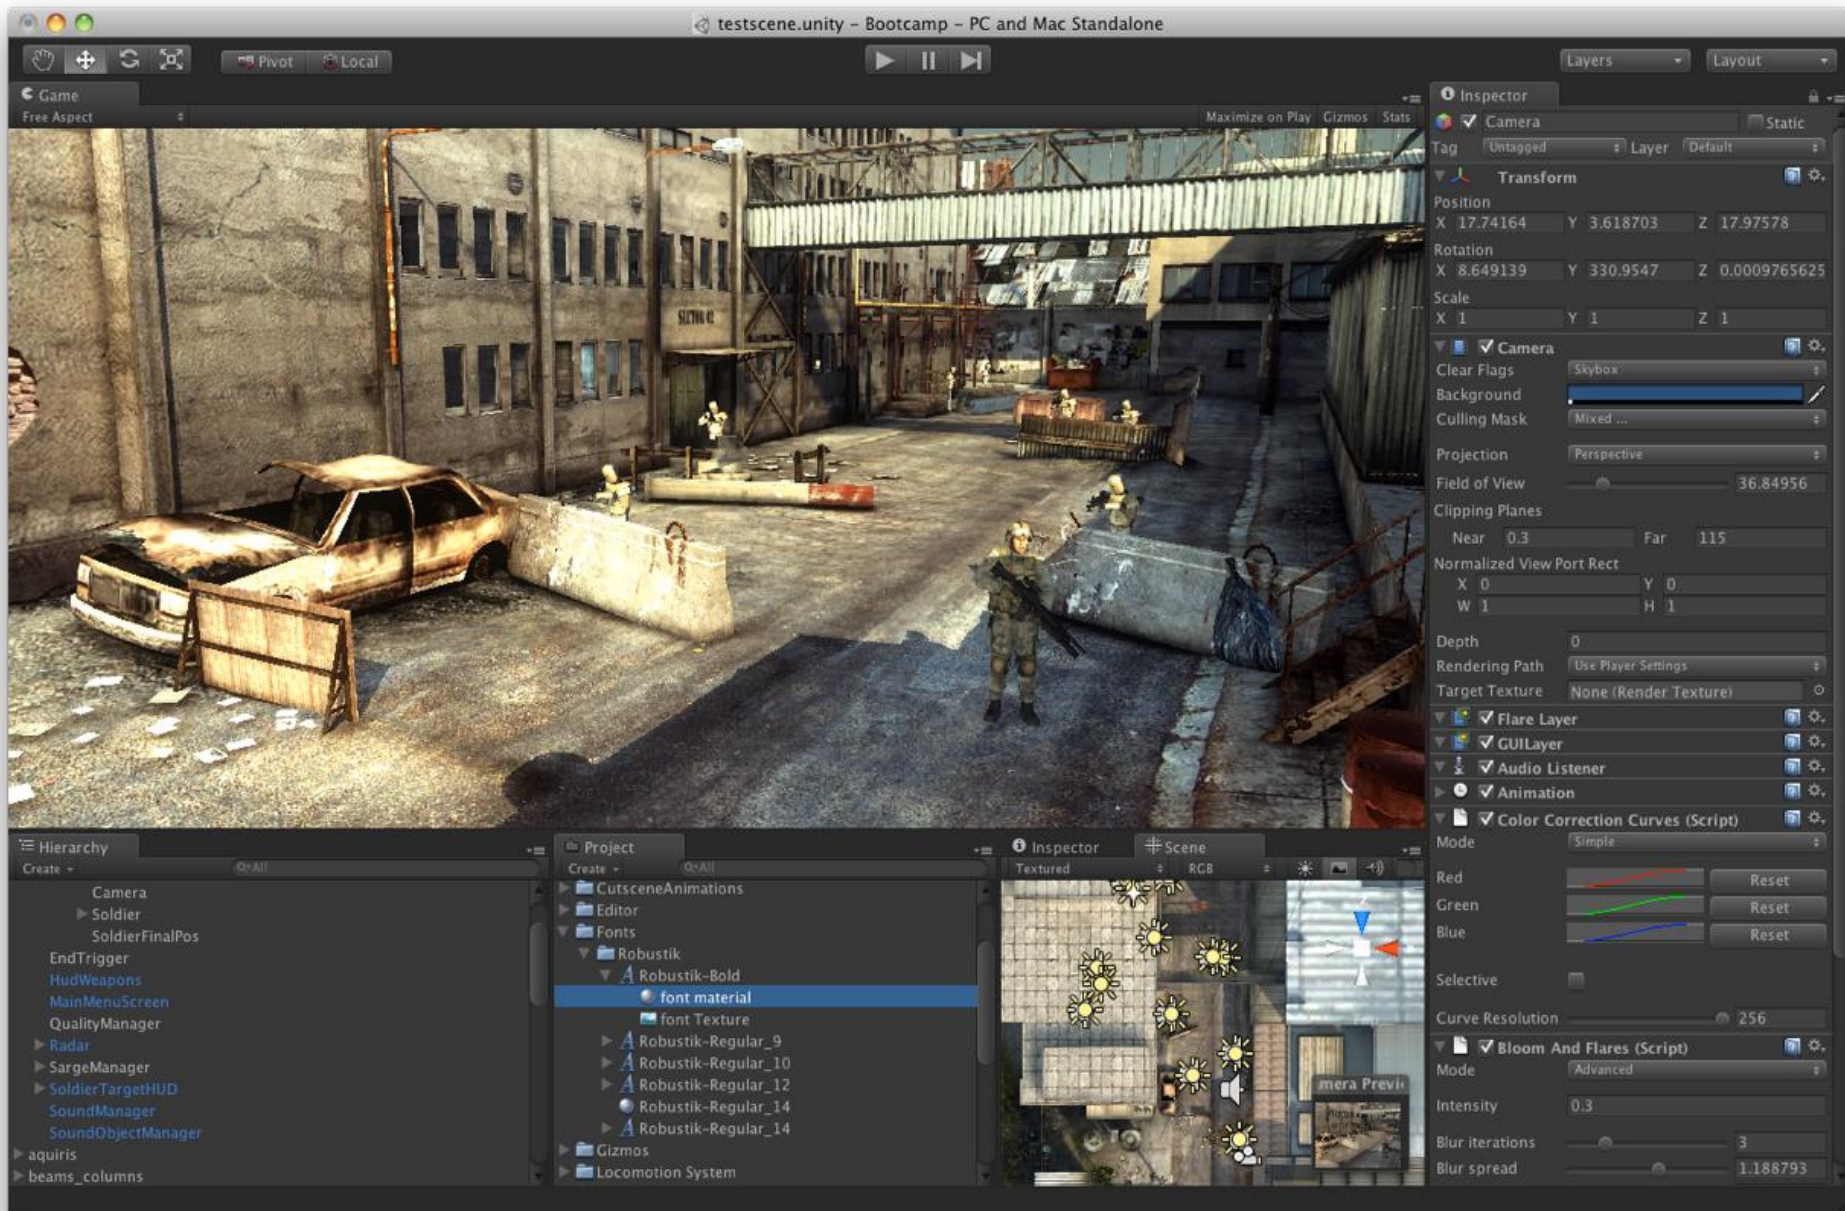 testscene.unity – Bootcamp – PC and Mac Standalone
Pivot Local
Layers Layout
Game
Free Aspect
Maximize on Play Gizmos Stats
SECTOR 02
Hierarchy
Create All
Camera
Soldier
SoldierFinalPos
EndTrigger
HudWeapons
MainMenuScreen
QualityManager
Radar
SargeManager
SoldierTargetHUD
SoundManager
SoundObjectManager
aquiris
beams_columns
Project
Create All
CutsceneAnimations
Editor
Fonts
Robustik
Robustik-Bold
font material
font Texture
Robustik-Regular_9
Robustik-Regular_10
Robustik-Regular_12
Robustik-Regular_14
Robustik-Regular_14
Gizmos
Locomotion System
Inspector Scene
Textured RGB
mera Previ
Inspector
Camera Static
Tag Untagged Layer Default
Transform
Position
X 17.74164 Y 3.618703 Z 17.97578
Rotation
X 8.649139 Y 330.9547 Z 0.0009765625
Scale
X 1 Y 1 Z 1
Camera
Clear Flags Skybox
Background
Culling Mask Mixed ...
Projection Perspective
Field of View 36.84956
Clipping Planes
Near 0.3 Far 115
Normalized View Port Rect
X 0 Y 0
W 1 H 1
Depth 0
Rendering Path Use Player Settings
Target Texture None (Render Texture)
Flare Layer
GUILayer
Audio Listener
Animation
Color Correction Curves (Script)
Mode Simple
Red Reset
Green Reset
Blue Reset
Selective
Curve Resolution 256
Bloom And Flares (Script)
Mode Advanced
Intensity 0.3
Blur iterations 3
Blur spread 1.188793